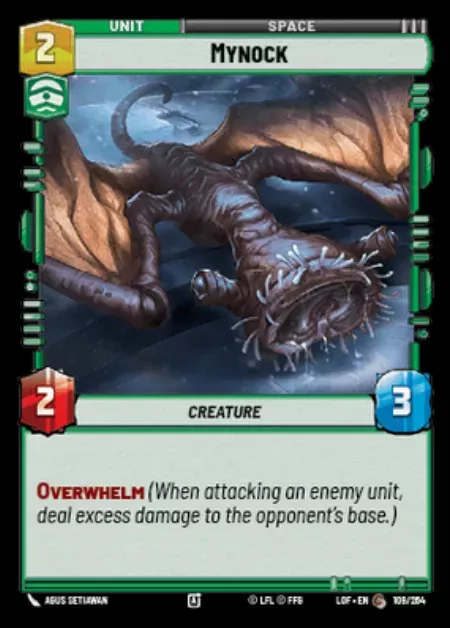 UNIT SPACE
2 MYNOCK
2 CREATURE 3
OVERWHELM (When attacking an enemy unit,
deal excess damage to the opponent's base.)
AGUS SETIAWAN © LFL © FFG LOF • EN 109/264